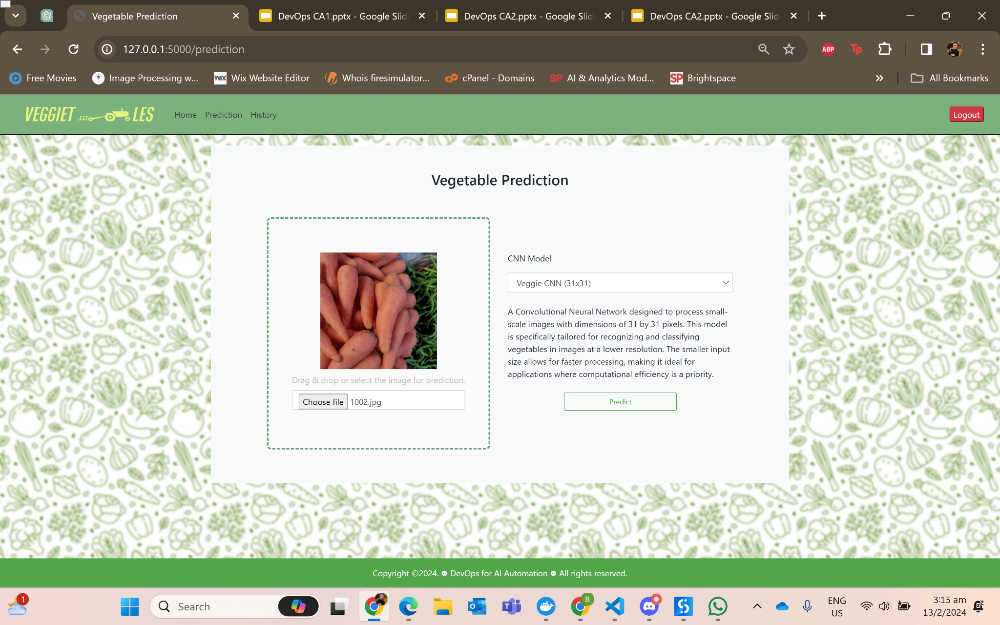 Vegetable Prediction
DevOps CA1.pptx - Google Slid
DevOps CA2.pptx - Google Slid
DevOps CA2.pptx - Google Slid
127.0.0.1:5000/prediction
ABP
Tp
Free Movies
Image Processing w...
WIX
Wix Website Editor
Whois firesimulator...
cP
cPanel - Domains
SP
AI & Analytics Mod...
SP
Brightspace
All Bookmarks
VEGGIET LES
Home
Prediction
History
Logout
Vegetable Prediction
CNN Model
Veggie CNN (31x31)
A Convolutional Neural Network designed to process small-
scale images with dimensions of 31 by 31 pixels. This model
is specifically tailored for recognizing and classifying
vegetables in images at a lower resolution. The smaller input
size allows for faster processing, making it ideal for
applications where computational efficiency is a priority.
Drag & drop or select the image for prediction.
Choose file 1002.jpg
Predict
Copyright ©2024. ● DevOps for AI Automation ● All rights reserved.
1
Search
B
ENG
US
3:15 am
13/2/2024